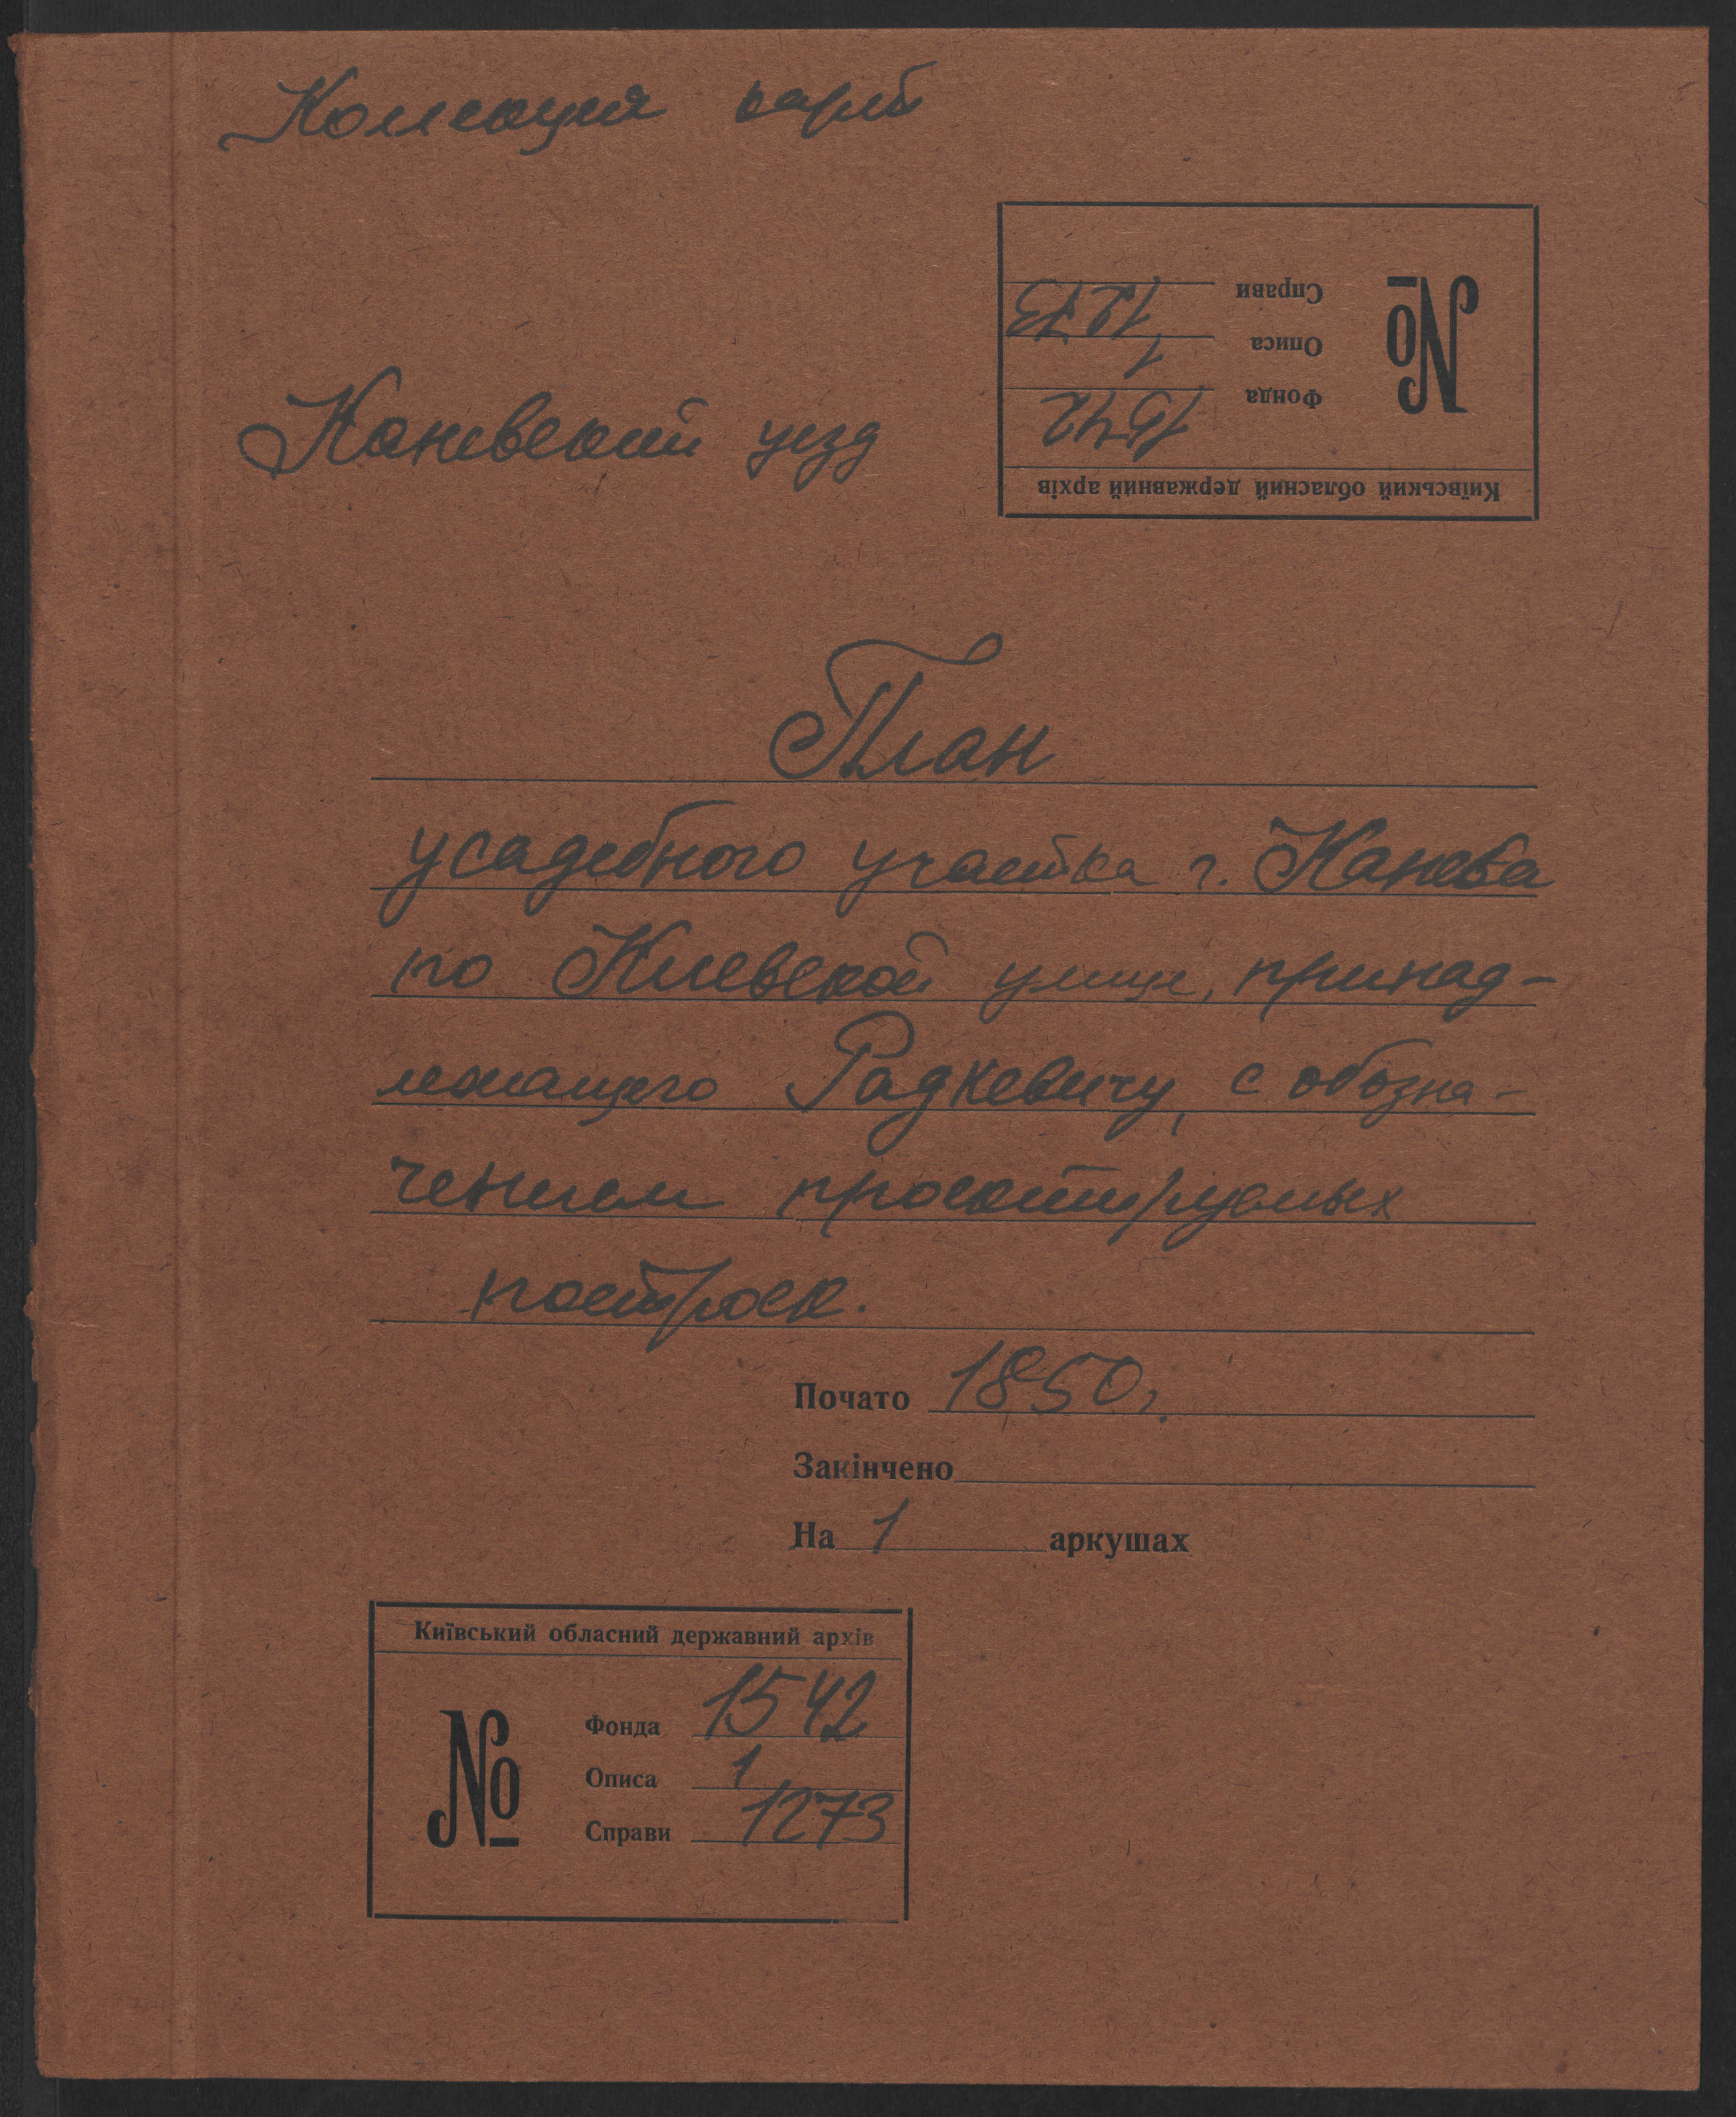 Коллекция карт
Справи 1273
Описа 1
Фонда 1542
№
Київський обласний державний архів
Каневский уезд
План
усадебного участка г. Канева
по Киевской улице, принад-
лежащего Радкевичу, с обозна-
чением проектируемых
построек.
Почато 1850 г.
Закінчено
На 1 аркушах
Київський обласний державний архів
№
Фонда 1542
Описа 1
Справи 1273